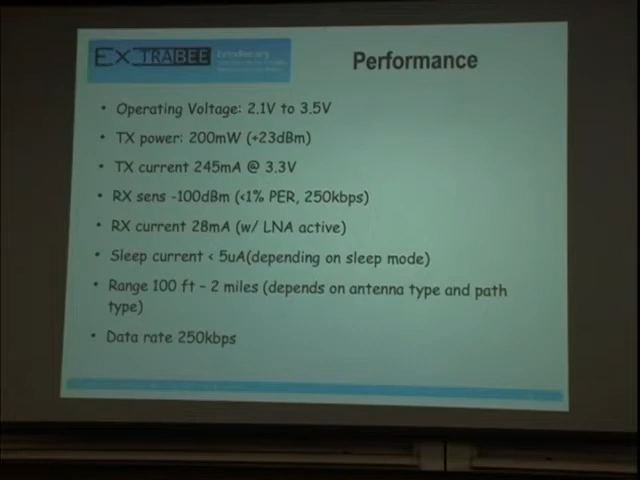 EXTRABEE
Performance
• Operating Voltage: 2.1V to 3.5V
• TX power: 200mW (+23dBm)
• TX current 245mA @ 3.3V
• RX sens -100dBm (<1% PER, 250kbps)
• RX current 28mA (w/ LNA active)
• Sleep current < 5uA(depending on sleep mode)
• Range 100 ft – 2 miles (depends on antenna type and path
type)
• Data rate 250kbps